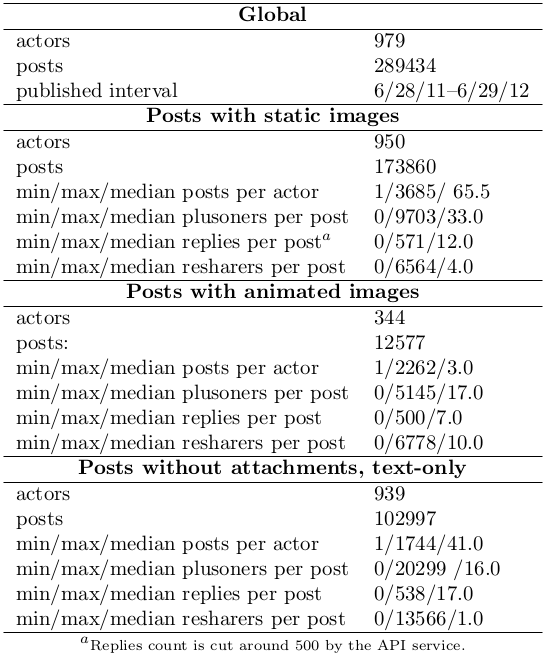 Global
actors 979
posts 289434
published interval 6/28/11–6/29/12
Posts with static images
actors 950
posts 173860
min/max/median posts per actor 1/3685/ 65.5
min/max/median plusoners per post 0/9703/33.0
min/max/median replies per postᵃ 0/571/12.0
min/max/median resharers per post 0/6564/4.0
Posts with animated images
actors 344
posts: 12577
min/max/median posts per actor 1/2262/3.0
min/max/median plusoners per post 0/5145/17.0
min/max/median replies per post 0/500/7.0
min/max/median resharers per post 0/6778/10.0
Posts without attachments, text-only
actors 939
posts 102997
min/max/median posts per actor 1/1744/41.0
min/max/median plusoners per post 0/20299 /16.0
min/max/median replies per post 0/538/17.0
min/max/median resharers per post 0/13566/1.0
ᵃReplies count is cut around 500 by the API service.